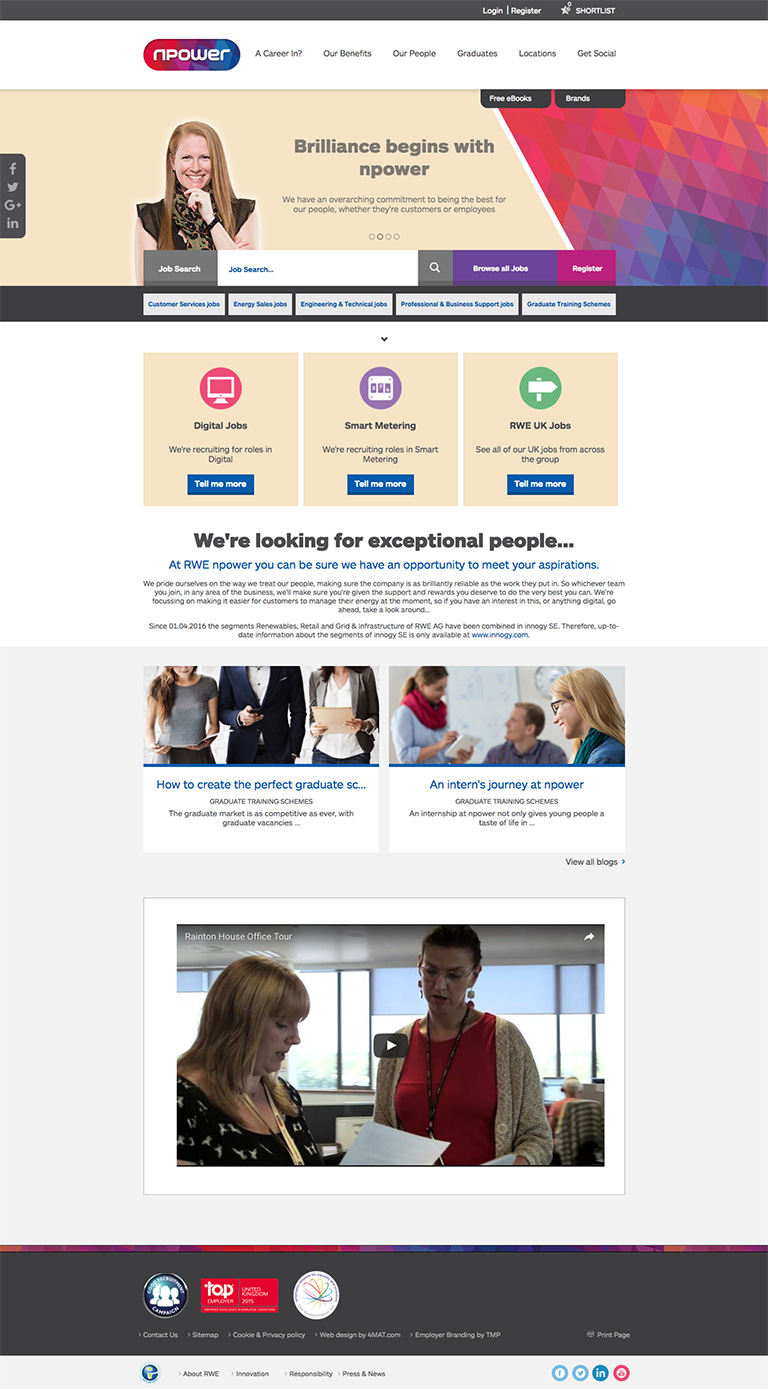 Login | Register
0
SHORTLIST
npower
A Career In?
Our Benefits
Our People
Graduates
Locations
Get Social
Free eBooks
Brands
Brilliance begins with
npower
We have an overarching commitment to being the best for
our people, whether they're customers or employees
Job Search
Job Search...
Browse all Jobs
Register
Customer Services jobs
Energy Sales jobs
Engineering & Technical jobs
Professional & Business Support jobs
Graduate Training Schemes
Digital Jobs
We're recruiting for roles in
Digital
Tell me more
Smart Metering
We're recruiting roles in Smart
Metering
Tell me more
RWE UK Jobs
See all of our UK jobs from across
the group
Tell me more
We're looking for exceptional people...
At RWE npower you can be sure we have an opportunity to meet your aspirations.
We pride ourselves on the way we treat our people, making sure the company is as brilliantly reliable as the work they put in. So whichever team
you join, in any area of the business, we'll make sure you're given the support and rewards you deserve to do the very best you can. We're
focussing on making it easier for customers to manage their energy at the moment, so if you have an interest in this, or anything digital, go
ahead, take a look around...
Since 01.04.2016 the segments Renewables, Retail and Grid & Infrastructure of RWE AG have been combined in innogy SE. Therefore, up-to-
date information about the segments of innogy SE is only available at www.innogy.com.
How to create the perfect graduate sc...
GRADUATE TRAINING SCHEMES
The graduate market is as competitive as ever, with
graduate vacancies ...
An intern's journey at npower
GRADUATE TRAINING SCHEMES
An internship at npower not only gives young people a
taste of life in ...
View all blogs
Rainton House Office Tour
GOOD RECRUITMENT
CAMPAIGN
top
EMPLOYER
UNITED
KINGDOM
2015
CERTIFIED EXCELLENCE IN EMPLOYEE CONDITIONS
Contact Us
Sitemap
Cookie & Privacy policy
Web design by 4MAT.com
Employer Branding by TMP
Print Page
About RWE
Innovation
Responsibility
Press & News